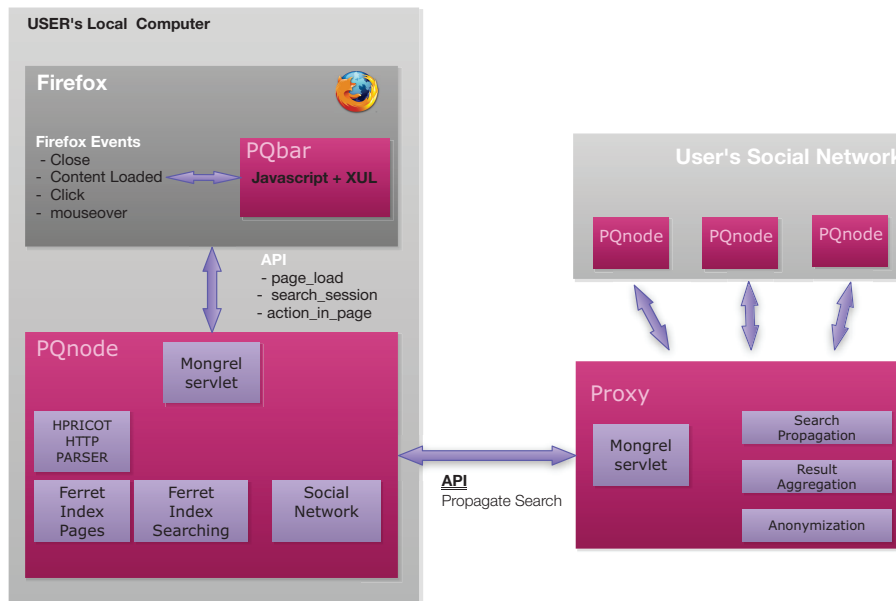 USER's Local Computer
Firefox
Firefox Events
- Close
- Content Loaded
- Click
- mouseover
PQbar
Javascript + XUL
API
- page_load
- search_session
- action_in_page
PQnode
Mongrel
servlet
HPRICOT
HTTP
PARSER
Ferret
Index
Pages
Ferret
Index
Searching
Social
Network
API
Propagate Search
User's Social Network
PQnode
PQnode
PQnode
Proxy
Mongrel
servlet
Search
Propagation
Result
Aggregation
Anonymization